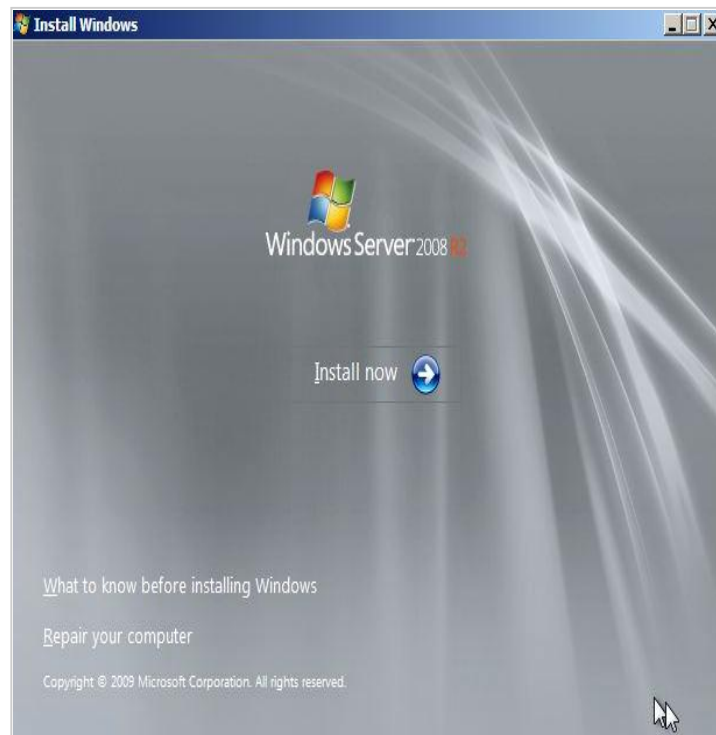 Install Windows
Windows Server 2008 R2
Install now
What to know before installing Windows
Repair your computer
Copyright © 2009 Microsoft Corporation. All rights reserved.